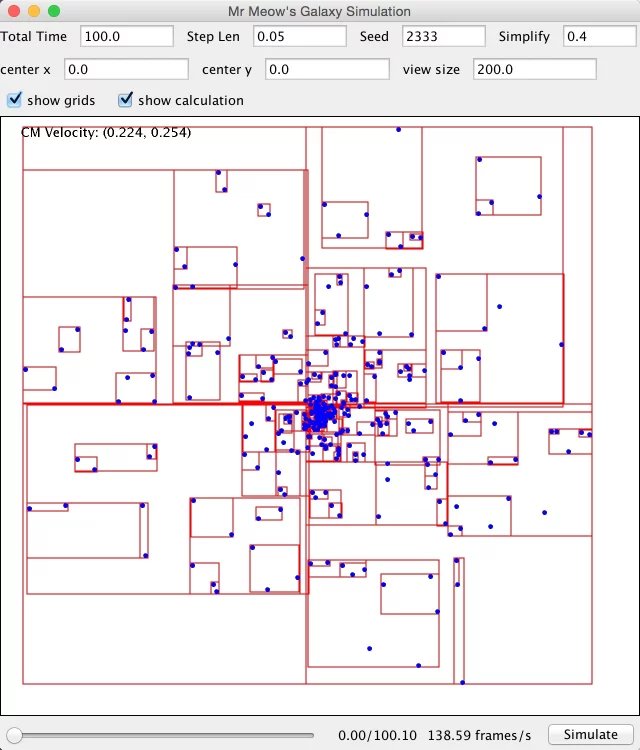 Mr Meow's Galaxy Simulation
Total Time 100.0 Step Len 0.05 Seed 2333 Simplify 0.4
center x 0.0 center y 0.0 view size 200.0
show grids show calculation
CM Velocity: (0.224, 0.254)
0.00/100.10 138.59 frames/s Simulate